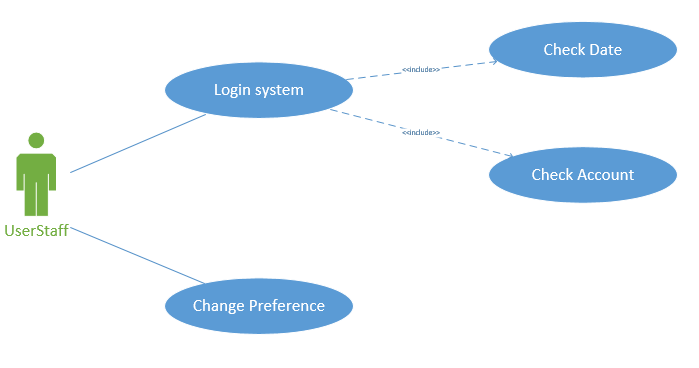 Check Date
Login system
<<include>>
<<include>>
Check Account
UserStaff
Change Preference